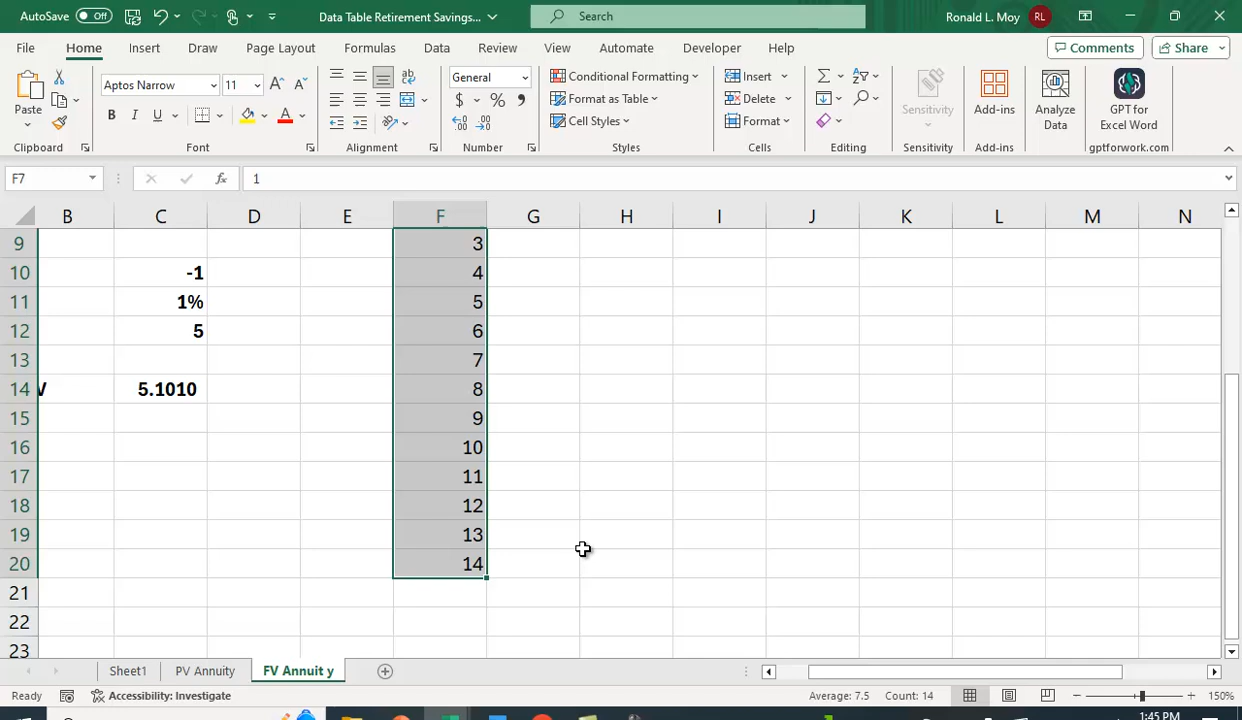 AutoSave Off Data Table Retirement Savings... Search Ronald L. Moy RL
File Home Insert Draw Page Layout Formulas Data Review View Automate Developer Help Comments Share
Paste Aptos Narrow 11 A A B I U A ab General $ % 9 Conditional Formatting Format as Table Cell Styles Insert Delete Format Sensitivity Add-ins Analyze Data GPT for Excel Word
Clipboard Font Alignment Number Styles Cells Editing Sensitivity Add-ins gptforwork.com
F7 fx 1
B C D E F G H I J K L M N
9 3
10 -1 4
11 1% 5
12 5 6
13 7
14 V 5.1010 8
15 9
16 10
17 11
18 12
19 13
20 14
21
22
23
Sheet1 PV Annuity FV Annuit y
Ready Accessibility: Investigate Average: 7.5 Count: 14 150%
1:45 PM